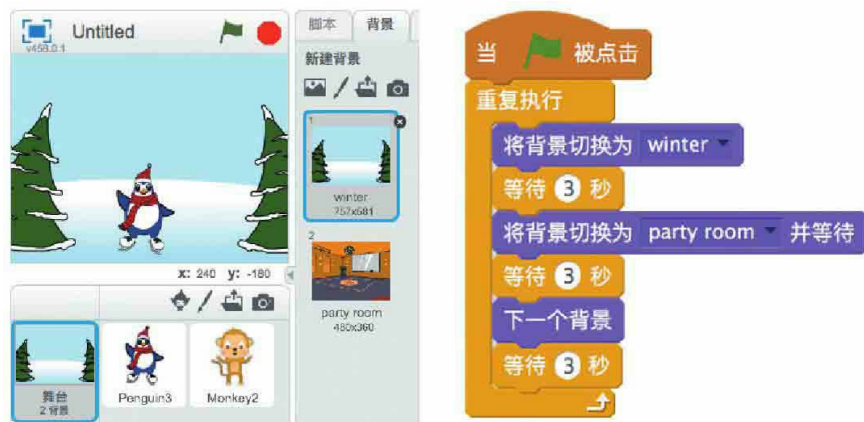 Untitled
v458.0.1
x: 240 y: -180
舞台
2 背景
Penguin3
Monkey2
脚本
背景
新建背景
1
winter
757x681
2
party room
480x360
当 被点击
重复执行
将背景切换为 winter
等待 3 秒
将背景切换为 party room 并等待
等待 3 秒
下一个背景
等待 3 秒